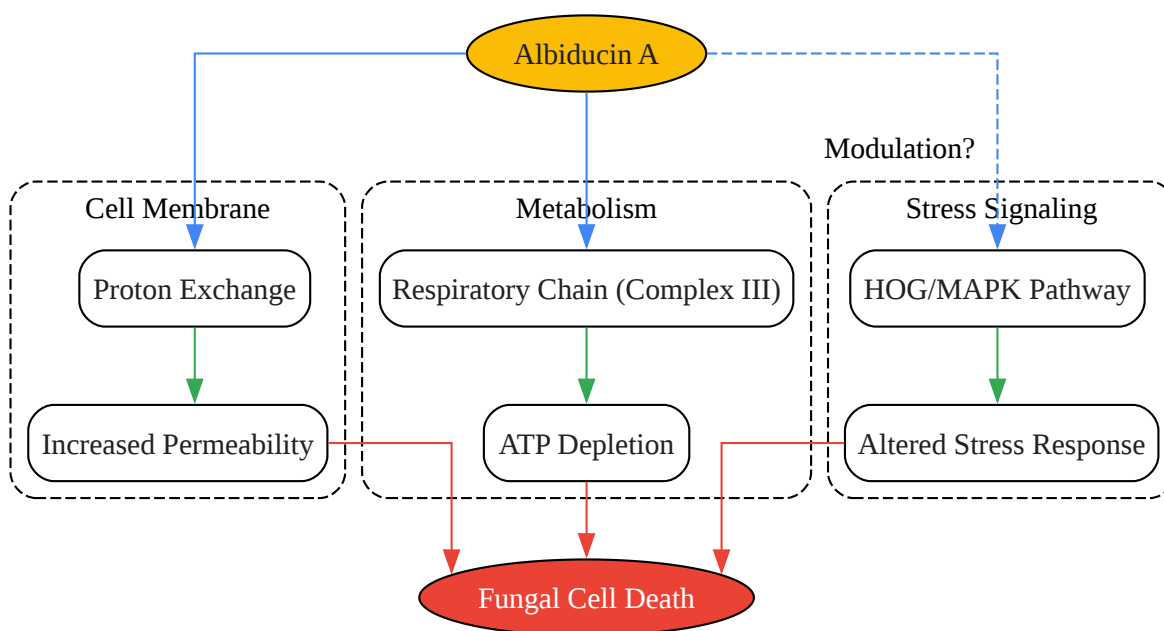 Albiducin A
Modulation?
Cell Membrane
Metabolism
Stress Signaling
Proton Exchange
Respiratory Chain (Complex III)
HOG/MAPK Pathway
Increased Permeability
ATP Depletion
Altered Stress Response
Fungal Cell Death